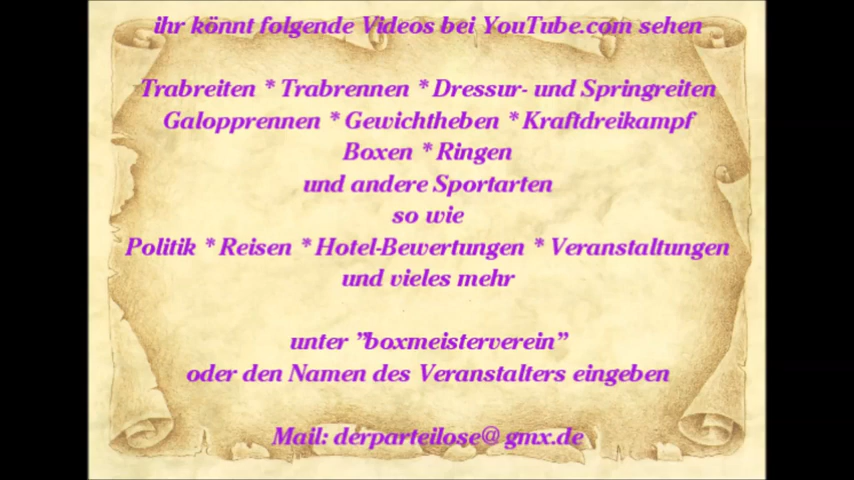 ihr könnt folgende Videos bei YouTube.com sehen
Trabreiten * Trabrennen * Dressur- und Springreiten
Galopprennen * Gewichtheben * Kraftdreikampf
Boxen * Ringen
und andere Sportarten
so wie
Politik * Reisen * Hotel-Bewertungen * Veranstaltungen
und vieles mehr
unter "boxmeisterverein"
oder den Namen des Veranstalters eingeben
Mail: derparteilose@gmx.de